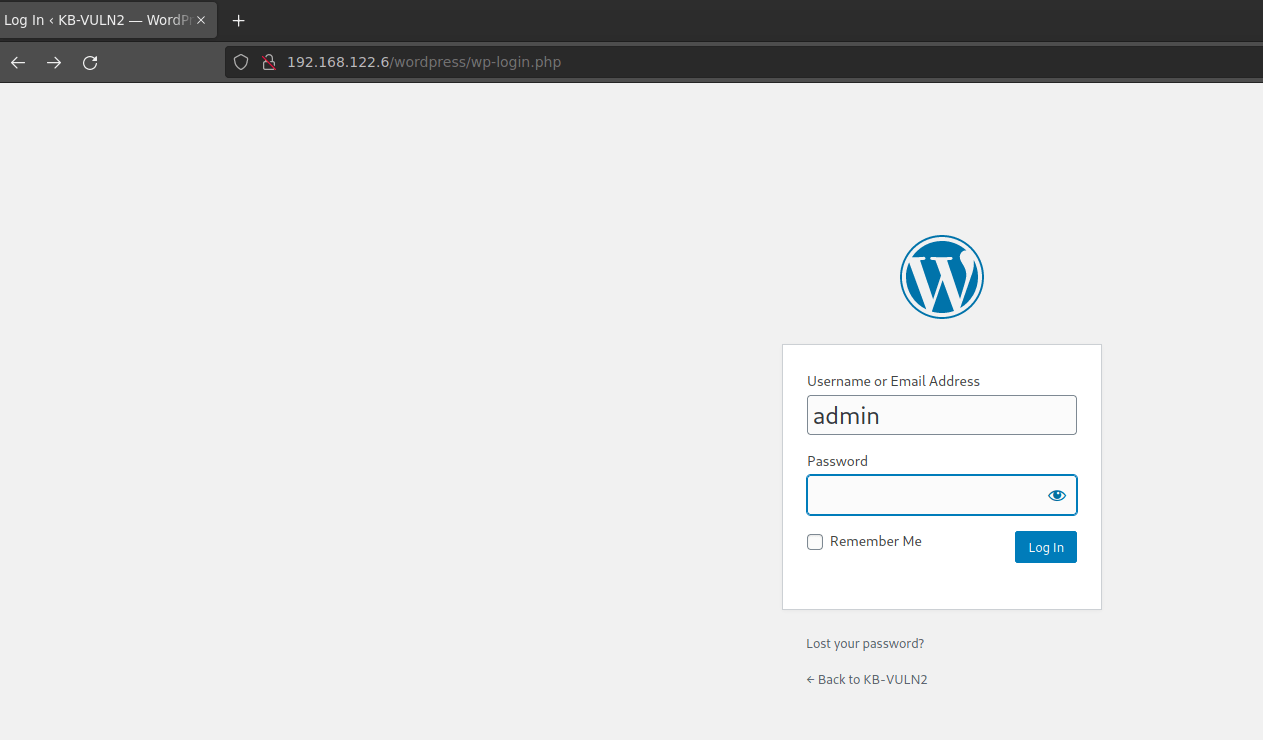 Log In ‹ KB-VULN2 — WordPr
192.168.122.6/wordpress/wp-login.php
Username or Email Address
admin
Password
Remember Me
Log In
Lost your password?
← Back to KB-VULN2